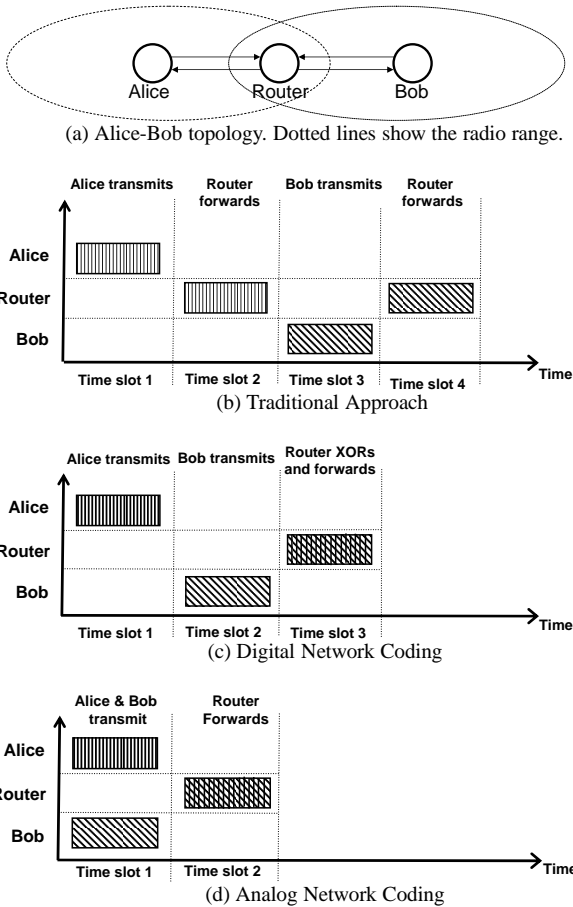 Alice Router Bob
(a) Alice-Bob topology. Dotted lines show the radio range.
Alice transmits Router forwards Bob transmits Router forwards
Alice
Router
Bob
Time slot 1 Time slot 2 Time slot 3 Time slot 4 Time
(b) Traditional Approach
Alice transmits Bob transmits Router XORs and forwards
Alice
Router
Bob
Time slot 1 Time slot 2 Time slot 3 Time
(c) Digital Network Coding
Alice & Bob transmit Router Forwards
Alice
Router
Bob
Time slot 1 Time slot 2 Time
(d) Analog Network Coding